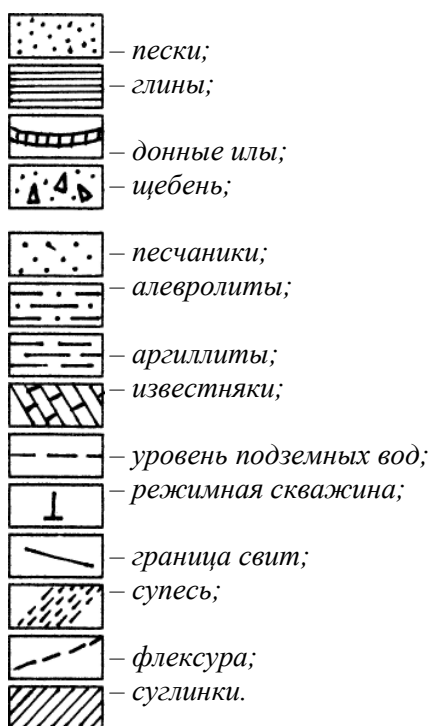 – пески;
– глины;
– донные илы;
– щебень;
– песчаники;
– алевролиты;
– аргиллиты;
– известняки;
– уровень подземных вод;
– режимная скважина;
– граница свит;
– супесь;
– флексура;
– суглинки.